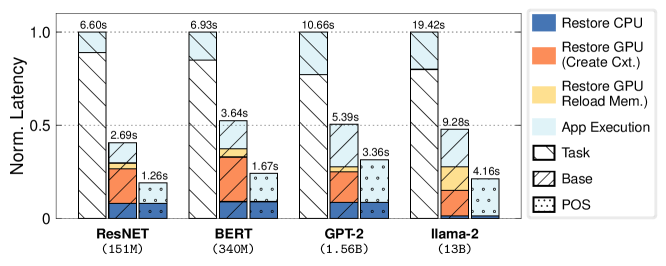 Norm. Latency
1.0
0.5
0
6.60s
2.69s
1.26s
6.93s
3.64s
1.67s
10.66s
5.39s
3.36s
19.42s
9.28s
4.16s
ResNET
(151M)
BERT
(340M)
GPT-2
(1.56B)
llama-2
(13B)
Restore CPU
Restore GPU
(Create Cxt.)
Restore GPU
Reload Mem.)
App Execution
Task
Base
POS